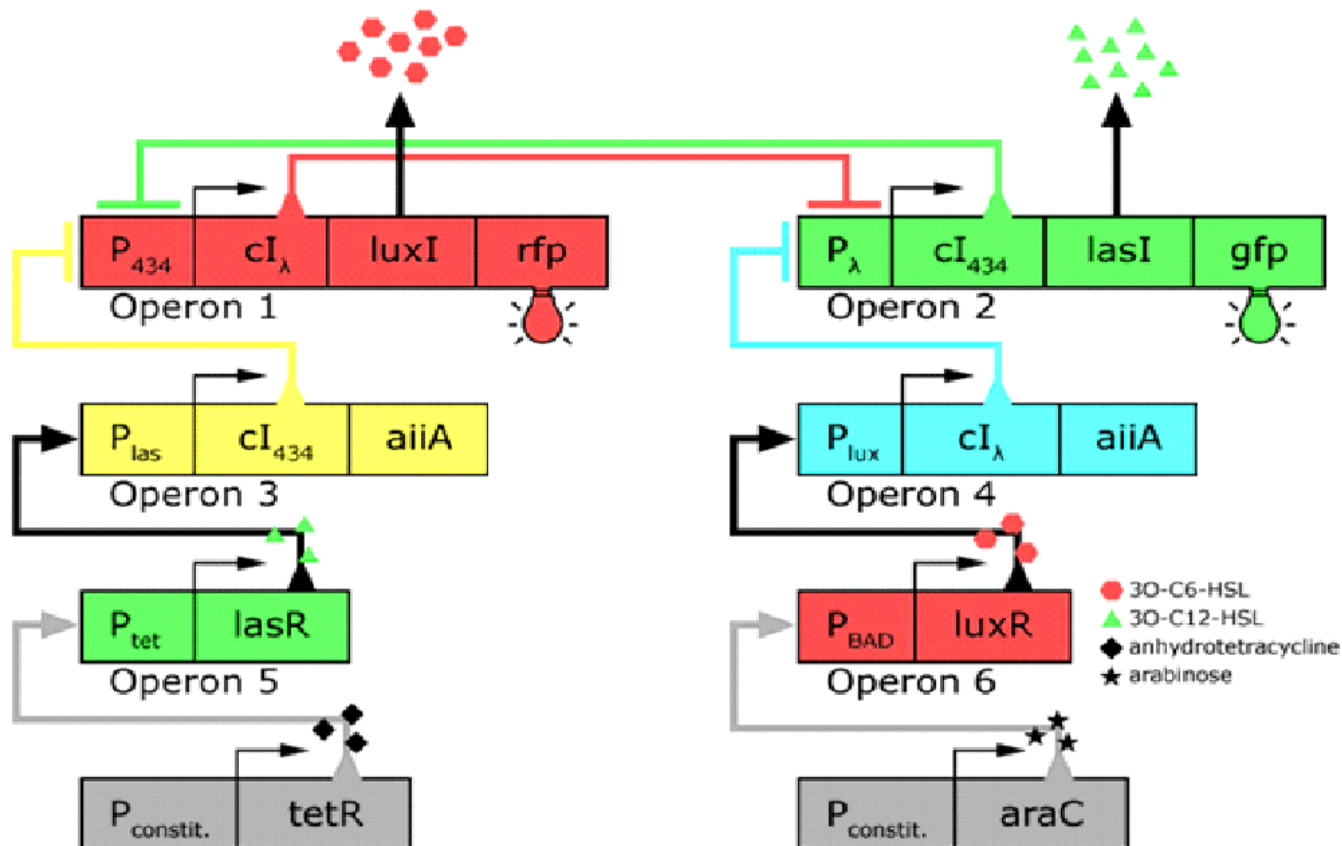 P434 cIλ luxI rfp
Pλ cI434 lasI gfp
Operon 1
Operon 2
Plas cI434 aiiA
Plux cIλ aiiA
Operon 3
Operon 4
Ptet lasR
PBAD luxR
Operon 5
Operon 6
3O-C6-HSL
3O-C12-HSL
anhydrotetracycline
arabinose
Pconstit. tetR
Pconstit. araC